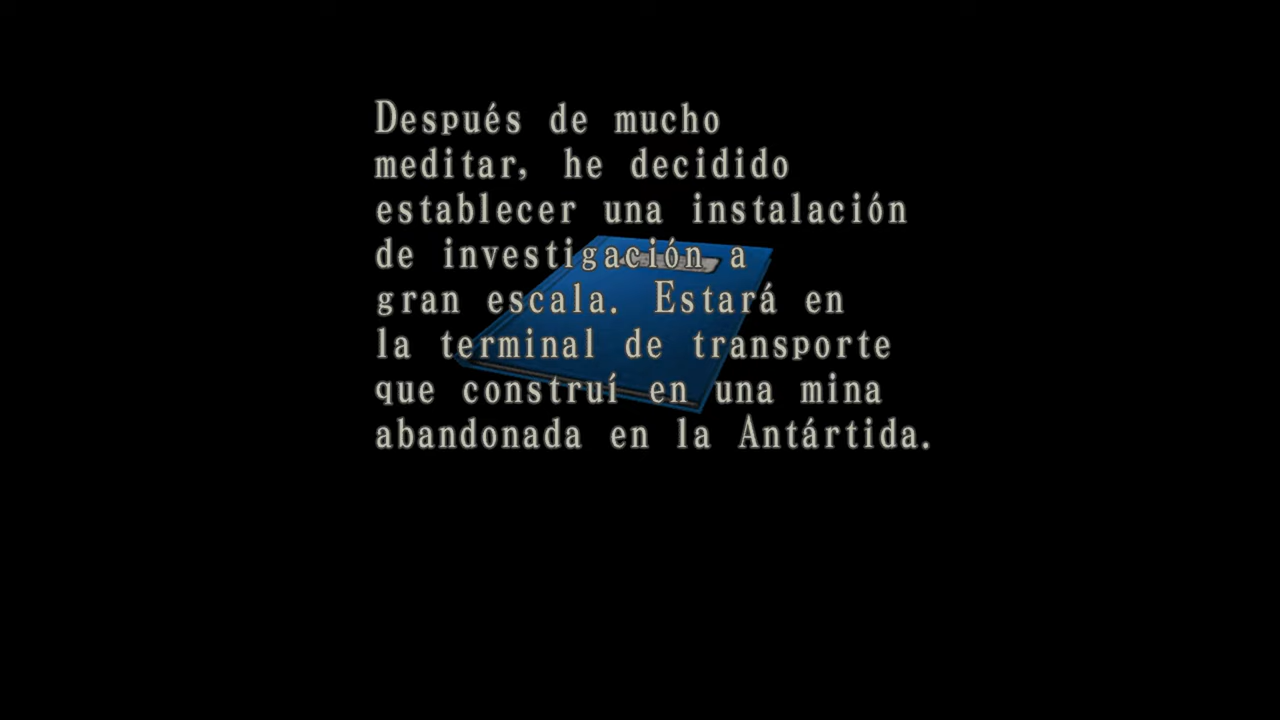 Después de mucho
meditar, he decidido
establecer una instalación
de investigación a
gran escala. Estará en
la terminal de transporte
que construí en una mina
abandonada en la Antártida.